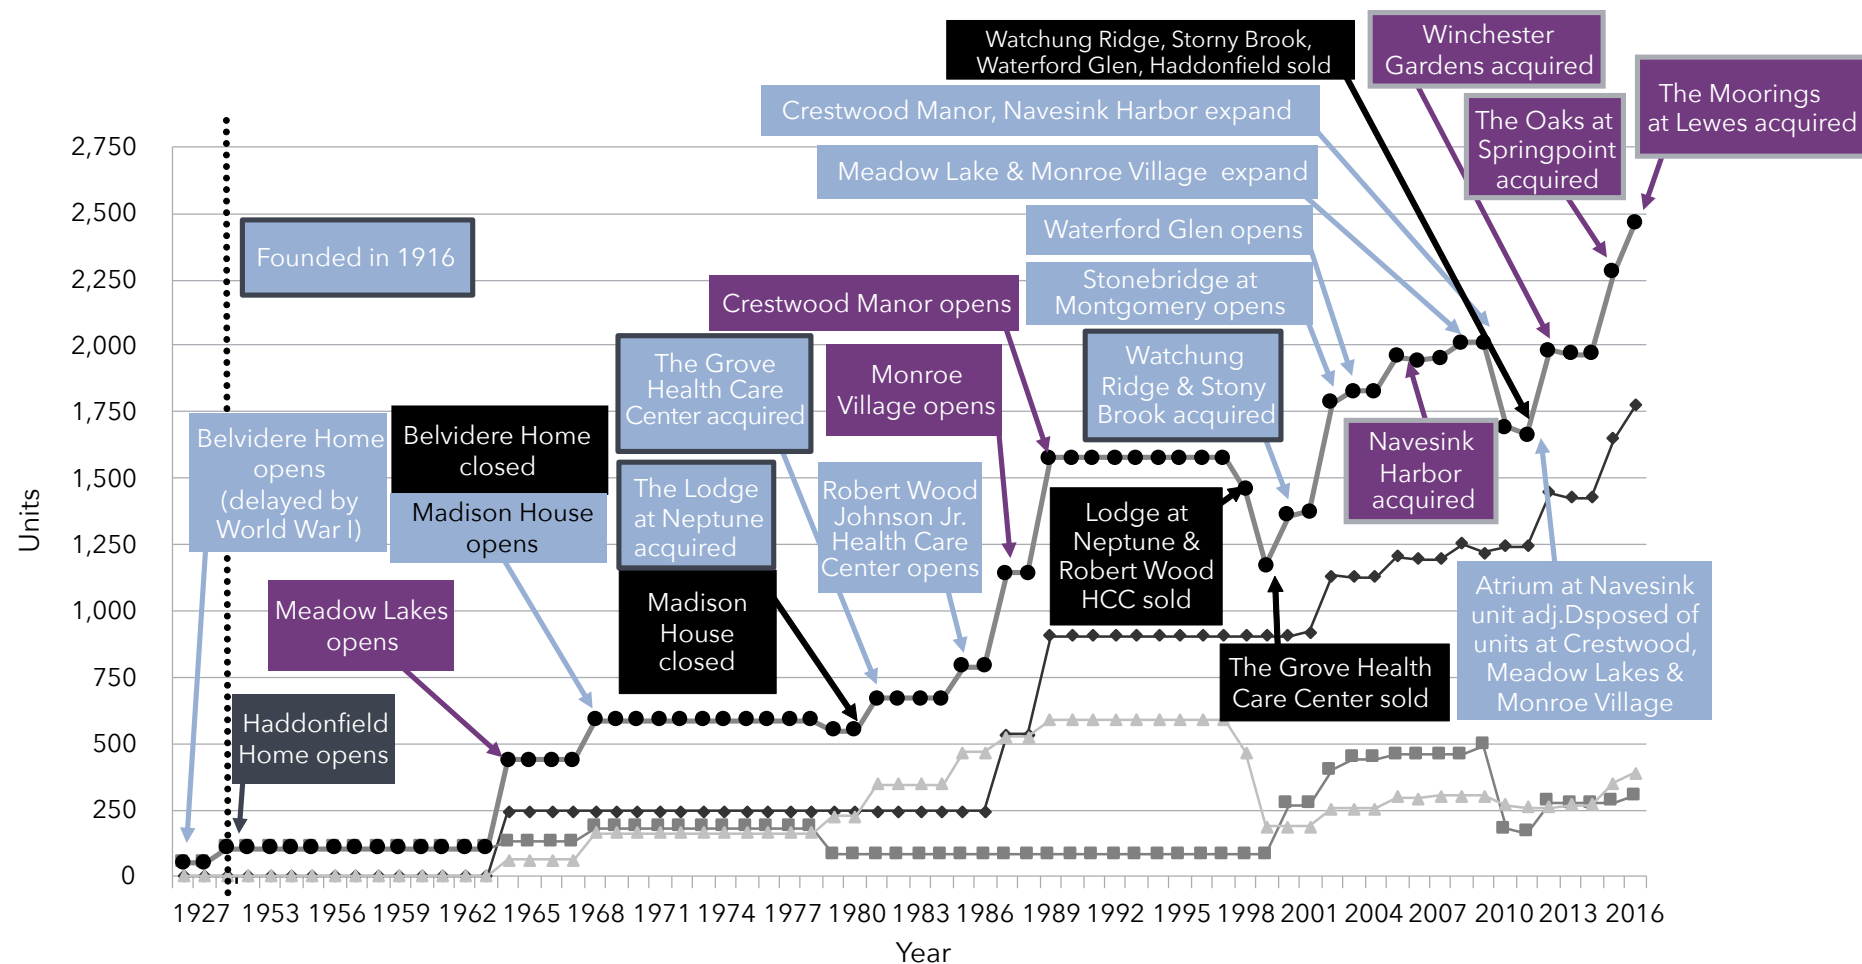 Watchung Ridge, Storny Brook,
Waterford Glen, Haddonfield sold
Winchester
Gardens acquired
The Moorings
at Lewes acquired
Crestwood Manor, Navesink Harbor expand
The Oaks at
Springpoint
acquired
Meadow Lake & Monroe Village expand
Waterford Glen opens
Founded in 1916
Stonebridge at
Montgomery opens
Crestwood Manor opens
The Grove
Health Care
Center acquired
Monroe
Village opens
Watchung
Ridge & Stony
Brook acquired
Belvidere Home
opens
(delayed by
World War I)
Belvidere Home
closed
Madison House
opens
The Lodge
at Neptune
acquired
Robert Wood
Johnson Jr.
Health Care
Center opens
Navesink
Harbor
acquired
Lodge at
Neptune &
Robert Wood
HCC sold
Meadow Lakes
opens
Madison
House
closed
The Grove Health
Care Center sold
Atrium at Navesink
unit adj.Dsposed of
units at Crestwood,
Meadow Lakes &
Monroe Village
Haddonfield
Home opens
2,750
2,500
2,250
2,000
1,750
1,500
1,250
1,000
750
500
250
0
Units
1927 1953 1956 1959 1962 1965 1968 1971 1974 1977 1980 1983 1986 1989 1992 1995 1998 2001 2004 2007 2010 2013 2016
Year